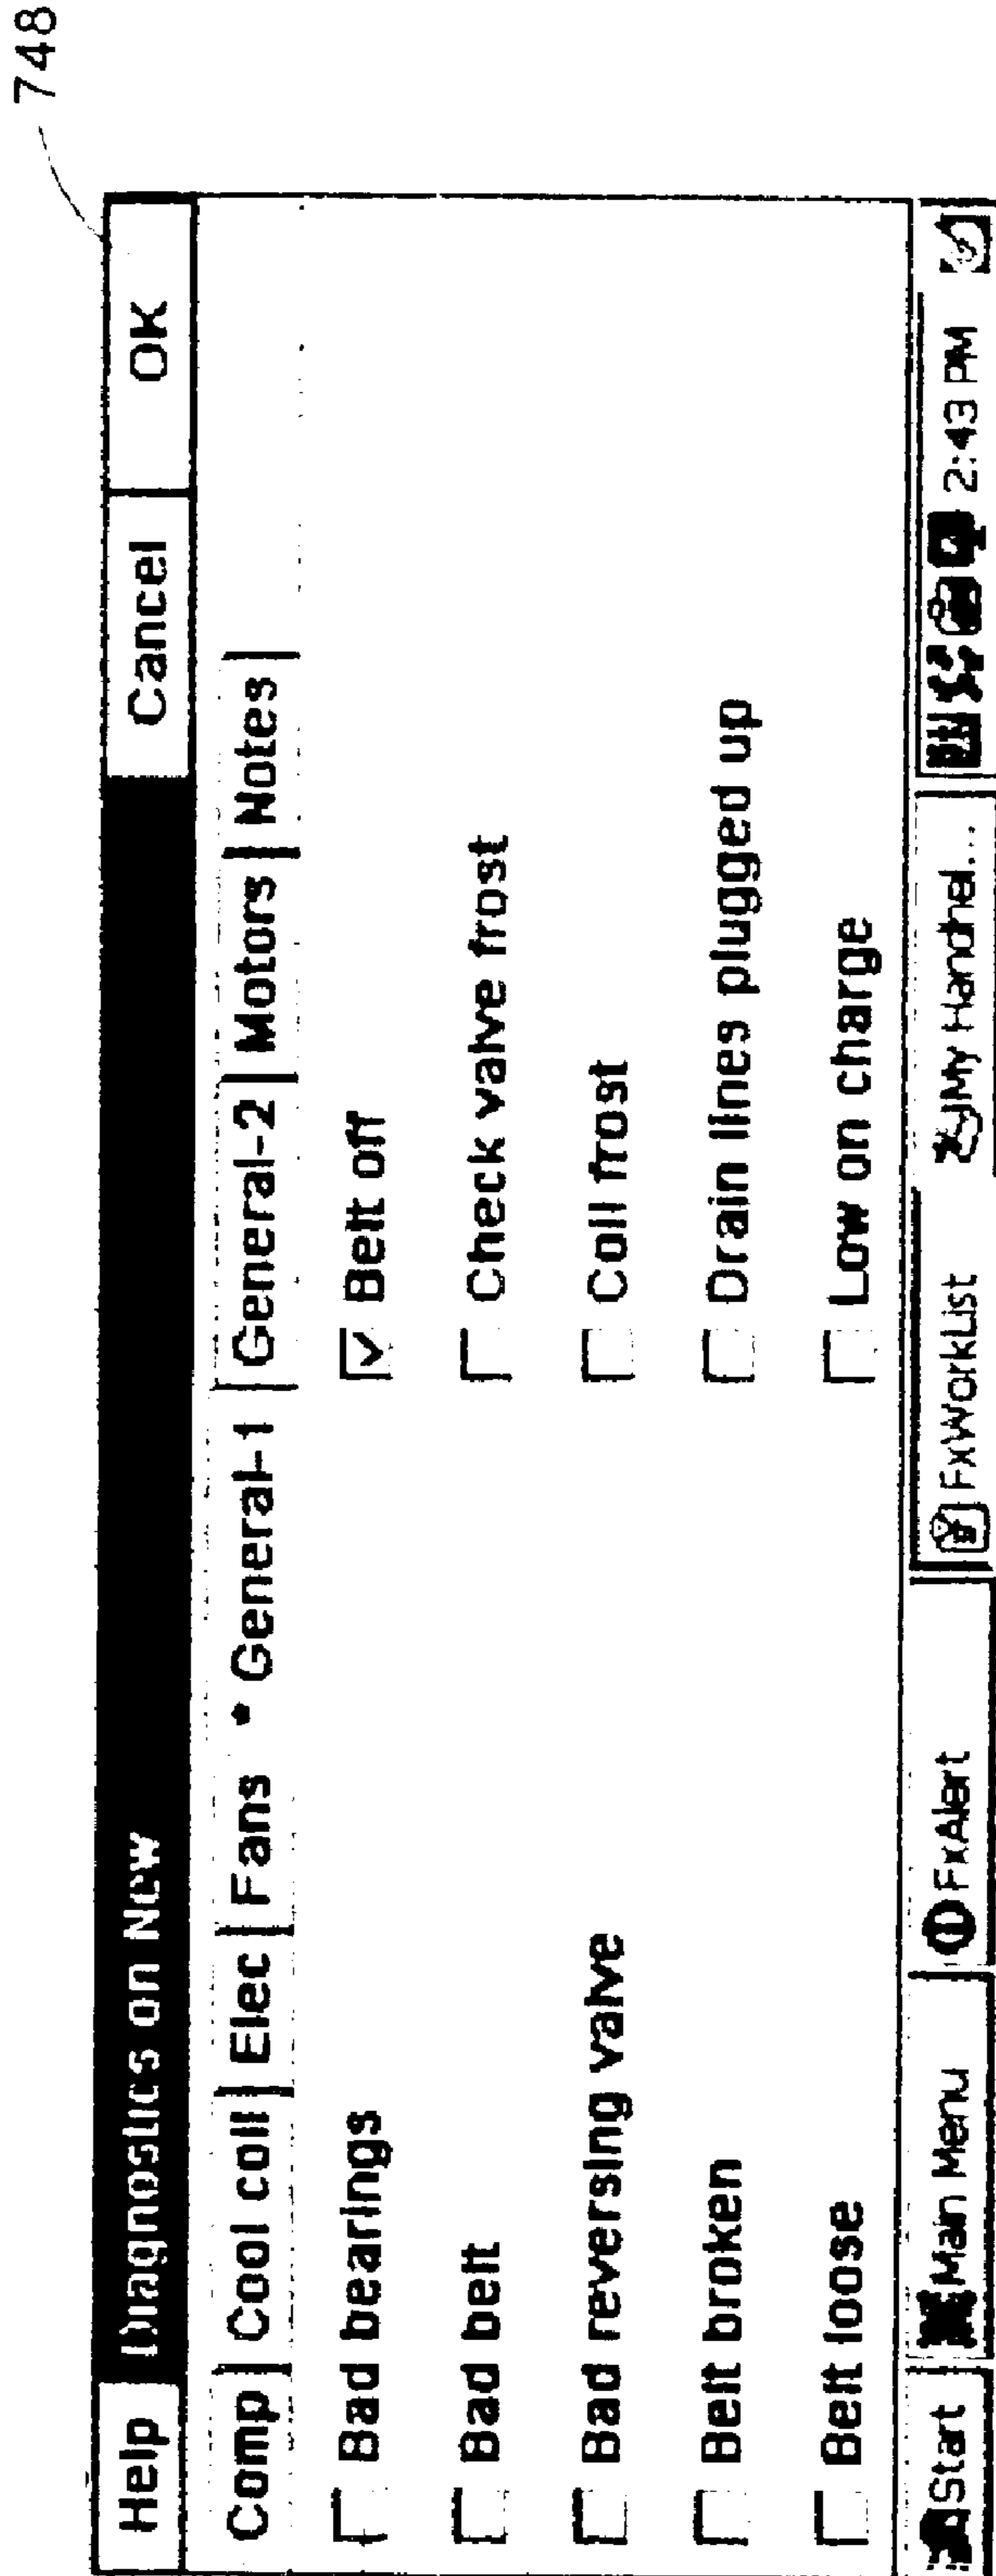 748
Help Diagnostics on New Cancel OK
Comp Cool coil Elec Fans * General-1 General-2 Motors Notes
Bad bearings Belt off
Bad belt Check valve frost
Bad reversing valve Coil frost
Belt broken Drain lines plugged up
Belt loose Low on charge
Start Main Menu FxAlert FxWorkList My Handhel... 2:43 PM